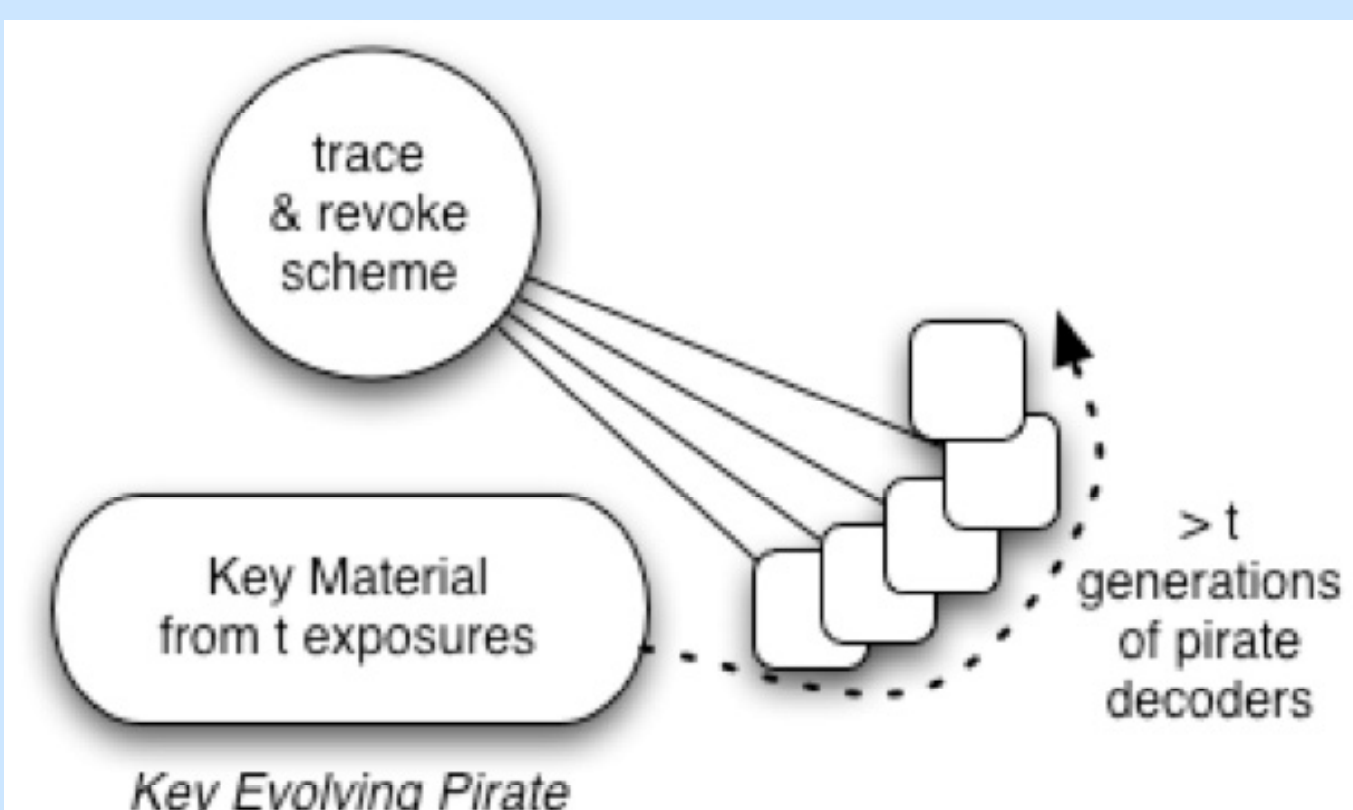 trace
& revoke
scheme
Key Material
from t exposures
> t
generations
of pirate
decoders
Key Evolving Pirate